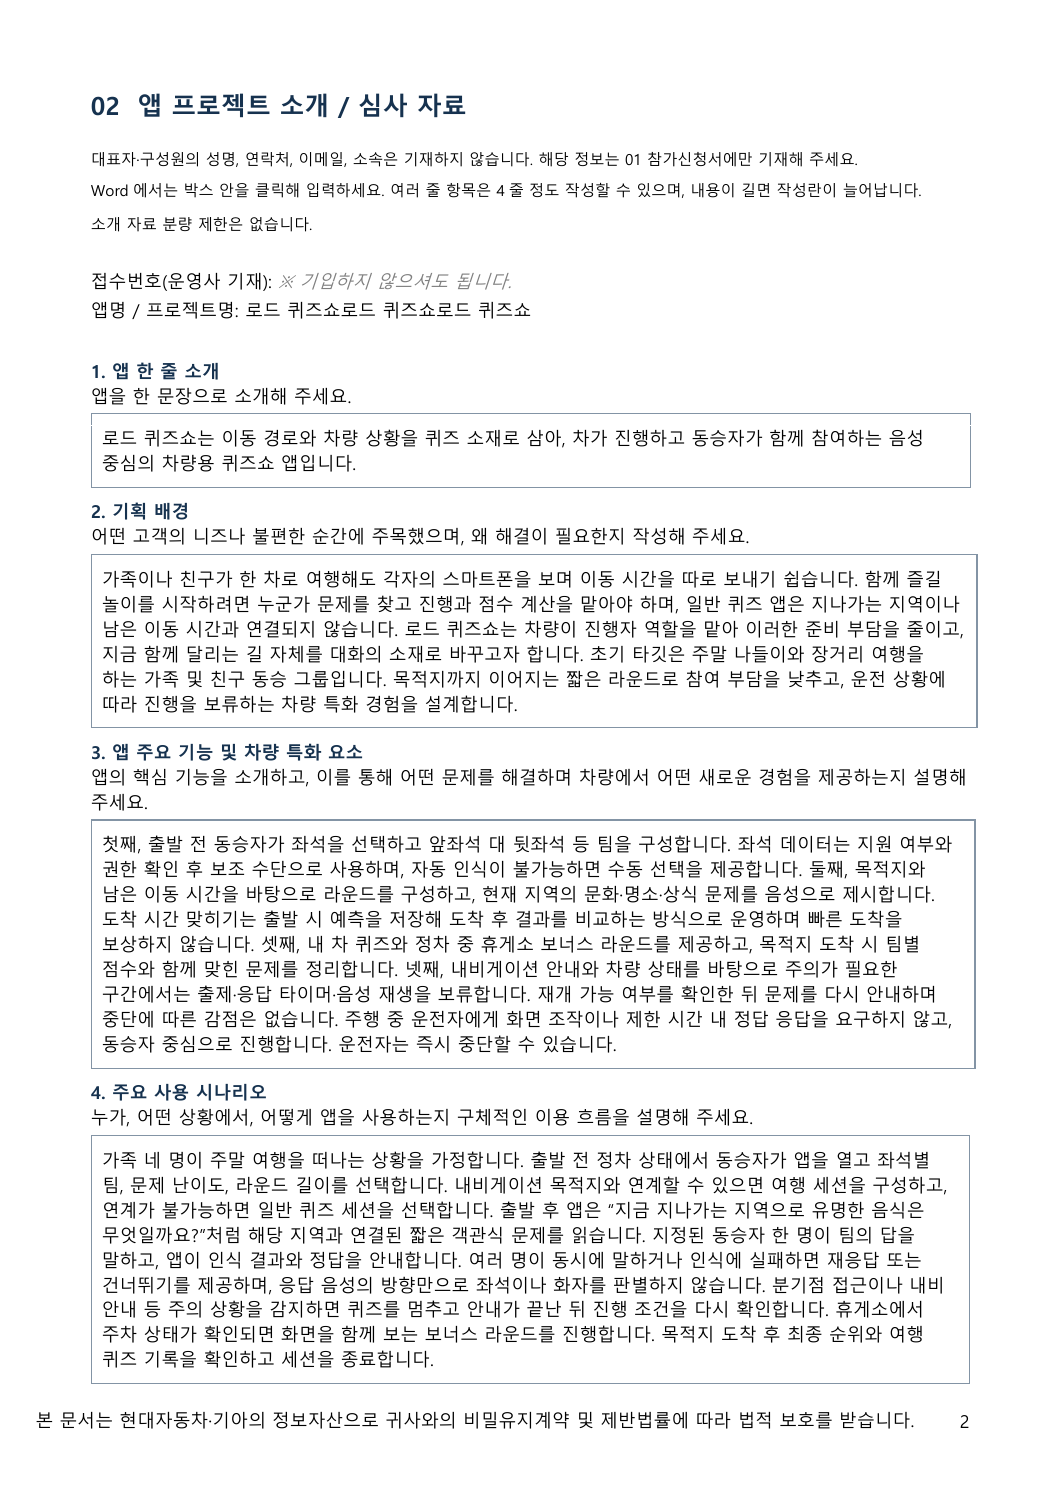 02 앱 프로젝트 소개 / 심사 자료
대표자·구성원의 성명, 연락처, 이메일, 소속은 기재하지 않습니다. 해당 정보는 01 참가신청서에만 기재해 주세요.
Word 에서는 박스 안을 클릭해 입력하세요. 여러 줄 항목은 4 줄 정도 작성할 수 있으며, 내용이 길면 작성란이 늘어납니다.
소개 자료 분량 제한은 없습니다.
접수번호(운영사 기재): ※ 기입하지 않으셔도 됩니다.
앱명 / 프로젝트명: 로드 퀴즈쇼로드 퀴즈쇼로드 퀴즈쇼
1. 앱 한 줄 소개
앱을 한 문장으로 소개해 주세요.
로드 퀴즈쇼는 이동 경로와 차량 상황을 퀴즈 소재로 삼아, 차가 진행하고 동승자가 함께 참여하는 음성
중심의 차량용 퀴즈쇼 앱입니다.
2. 기획 배경
어떤 고객의 니즈나 불편한 순간에 주목했으며, 왜 해결이 필요한지 작성해 주세요.
가족이나 친구가 한 차로 여행해도 각자의 스마트폰을 보며 이동 시간을 따로 보내기 쉽습니다. 함께 즐길
놀이를 시작하려면 누군가 문제를 찾고 진행과 점수 계산을 맡아야 하며, 일반 퀴즈 앱은 지나가는 지역이나
남은 이동 시간과 연결되지 않습니다. 로드 퀴즈쇼는 차량이 진행자 역할을 맡아 이러한 준비 부담을 줄이고,
지금 함께 달리는 길 자체를 대화의 소재로 바꾸고자 합니다. 초기 타깃은 주말 나들이와 장거리 여행을
하는 가족 및 친구 동승 그룹입니다. 목적지까지 이어지는 짧은 라운드로 참여 부담을 낮추고, 운전 상황에
따라 진행을 보류하는 차량 특화 경험을 설계합니다.
3. 앱 주요 기능 및 차량 특화 요소
앱의 핵심 기능을 소개하고, 이를 통해 어떤 문제를 해결하며 차량에서 어떤 새로운 경험을 제공하는지 설명해
주세요.
첫째, 출발 전 동승자가 좌석을 선택하고 앞좌석 대 뒷좌석 등 팀을 구성합니다. 좌석 데이터는 지원 여부와
권한 확인 후 보조 수단으로 사용하며, 자동 인식이 불가능하면 수동 선택을 제공합니다. 둘째, 목적지와
남은 이동 시간을 바탕으로 라운드를 구성하고, 현재 지역의 문화·명소·상식 문제를 음성으로 제시합니다.
도착 시간 맞히기는 출발 시 예측을 저장해 도착 후 결과를 비교하는 방식으로 운영하며 빠른 도착을
보상하지 않습니다. 셋째, 내 차 퀴즈와 정차 중 휴게소 보너스 라운드를 제공하고, 목적지 도착 시 팀별
점수와 함께 맞힌 문제를 정리합니다. 넷째, 내비게이션 안내와 차량 상태를 바탕으로 주의가 필요한
구간에서는 출제·응답 타이머·음성 재생을 보류합니다. 재개 가능 여부를 확인한 뒤 문제를 다시 안내하며
중단에 따른 감점은 없습니다. 주행 중 운전자에게 화면 조작이나 제한 시간 내 정답 응답을 요구하지 않고,
동승자 중심으로 진행합니다. 운전자는 즉시 중단할 수 있습니다.
4. 주요 사용 시나리오
누가, 어떤 상황에서, 어떻게 앱을 사용하는지 구체적인 이용 흐름을 설명해 주세요.
가족 네 명이 주말 여행을 떠나는 상황을 가정합니다. 출발 전 정차 상태에서 동승자가 앱을 열고 좌석별
팀, 문제 난이도, 라운드 길이를 선택합니다. 내비게이션 목적지와 연계할 수 있으면 여행 세션을 구성하고,
연계가 불가능하면 일반 퀴즈 세션을 선택합니다. 출발 후 앱은 “지금 지나가는 지역으로 유명한 음식은
무엇일까요?”처럼 해당 지역과 연결된 짧은 객관식 문제를 읽습니다. 지정된 동승자 한 명이 팀의 답을
말하고, 앱이 인식 결과와 정답을 안내합니다. 여러 명이 동시에 말하거나 인식에 실패하면 재응답 또는
건너뛰기를 제공하며, 응답 음성의 방향만으로 좌석이나 화자를 판별하지 않습니다. 분기점 접근이나 내비
안내 등 주의 상황을 감지하면 퀴즈를 멈추고 안내가 끝난 뒤 진행 조건을 다시 확인합니다. 휴게소에서
주차 상태가 확인되면 화면을 함께 보는 보너스 라운드를 진행합니다. 목적지 도착 후 최종 순위와 여행
퀴즈 기록을 확인하고 세션을 종료합니다.
본 문서는 현대자동차·기아의 정보자산으로 귀사와의 비밀유지계약 및 제반법률에 따라 법적 보호를 받습니다. 2